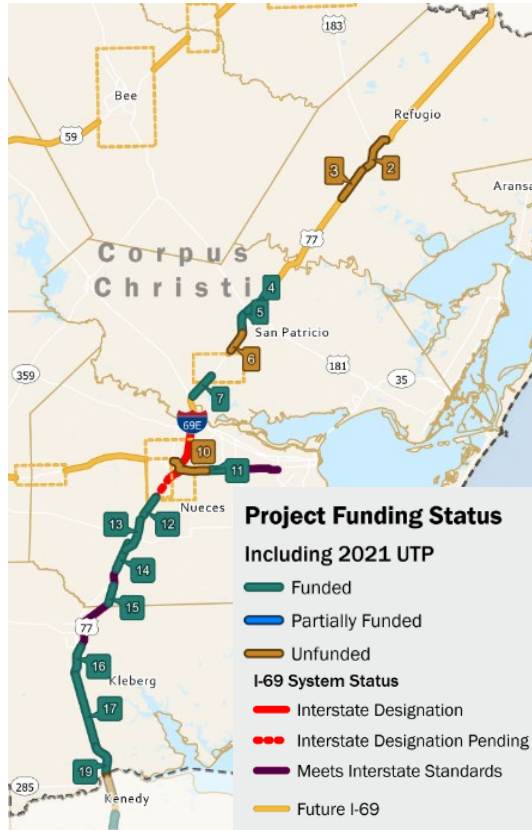 183
Bee
Refugio
59
3
2
Aransa
77
Corpus
Christi
4
5
San Patricio
6
181
359
35
7
69E
10
11
Nueces
13
12
14
15
77
16
Kleberg
17
19
285
Kenedy
Project Funding Status
Including 2021 UTP
Funded
Partially Funded
Unfunded
I-69 System Status
Interstate Designation
Interstate Designation Pending
Meets Interstate Standards
Future I-69